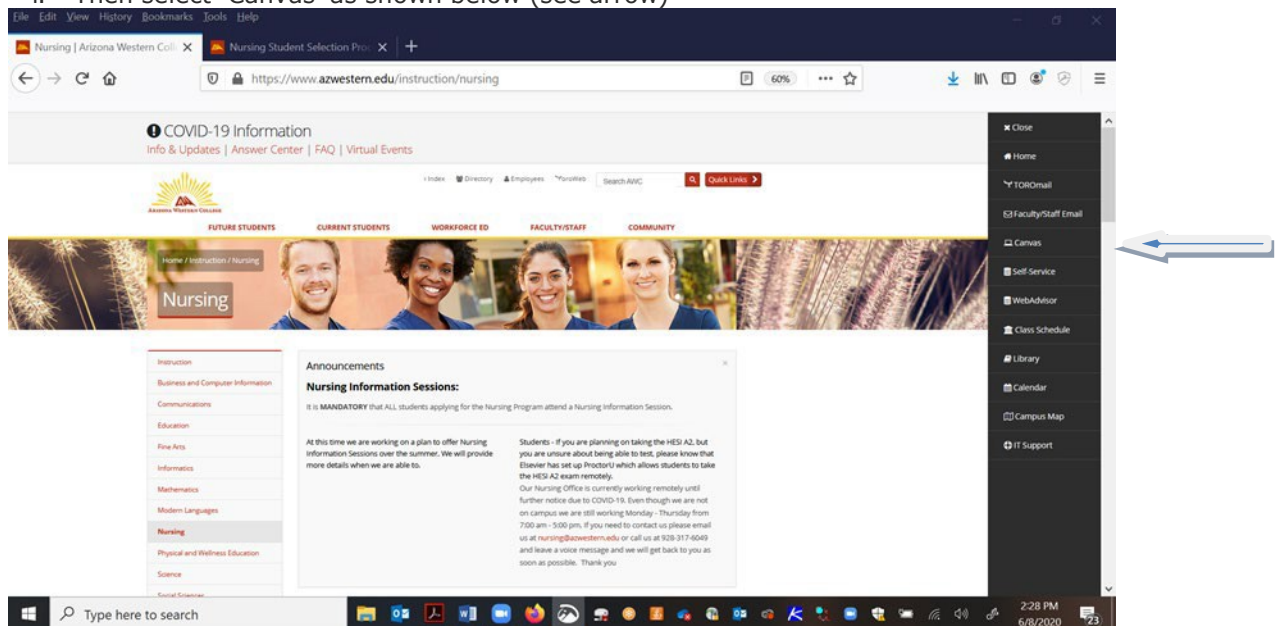 Then select 'Canvas' as shown below (see arrow)
File Edit View History Bookmarks Tools Help
Nursing | Arizona Western Coll
Nursing Student Selection Pro
https://www.azwestern.edu/instruction/nursing
60%
COVID-19 Information
Info & Updates | Answer Center | FAQ | Virtual Events
Index Directory Employees ToroWeb Search AWC Quick Links
ARIZONA WESTERN COLLEGE
FUTURE STUDENTS CURRENT STUDENTS WORKFORCE ED FACULTY/STAFF COMMUNITY
Home / Instruction / Nursing
Nursing
Instruction
Business and Computer Information
Communications
Education
Fine Arts
Informatics
Mathematics
Modern Languages
Nursing
Physical and Wellness Education
Science
Social Sciences
Announcements
Nursing Information Sessions:
It is MANDATORY that ALL students applying for the Nursing Program attend a Nursing Information Session.
At this time we are working on a plan to offer Nursing
Information Sessions over the summer. We will provide
more details when we are able to.
Students - If you are planning on taking the HESI A2, but
you are unsure about being able to test, please know that
Elsevier has set up ProctorU which allows students to take
the HESI A2 exam remotely.
Our Nursing Office is currently working remotely until
further notice due to COVID-19. Even though we are not
on campus we are still working Monday - Thursday from
7:00 am - 5:00 pm. If you need to contact us please email
us at nursing@azwestern.edu or call us at 928-317-6049
and leave a voice message and we will get back to you as
soon as possible. Thank you
Close
Home
TOROmail
Faculty/Staff Email
Canvas
Self-Service
WebAdvisor
Class Schedule
Library
Calendar
Campus Map
IT Support
Type here to search
2:28 PM
6/8/2020
23